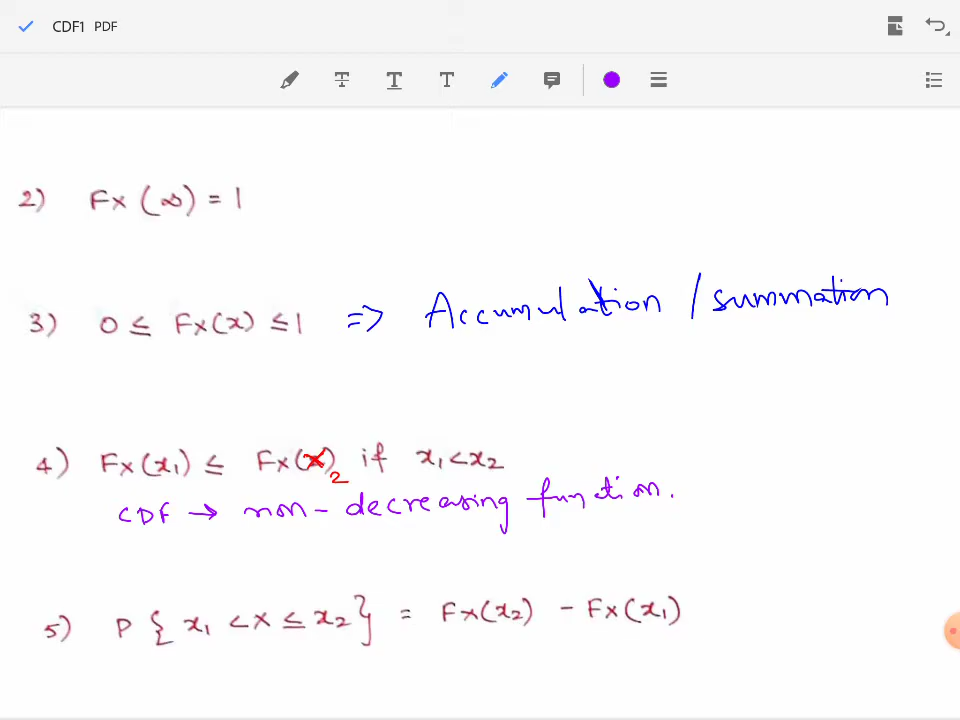 CDF1 PDF
2) Fx (∞) = 1
3) 0 ≤ Fx(x) ≤ 1 => Accumulation / summation
4) Fx(x1) ≤ Fx(x)2 if x1 < x2
CDF → non-decreasing function.
5) P { x1 < X ≤ x2 } = Fx(x2) - Fx(x1)